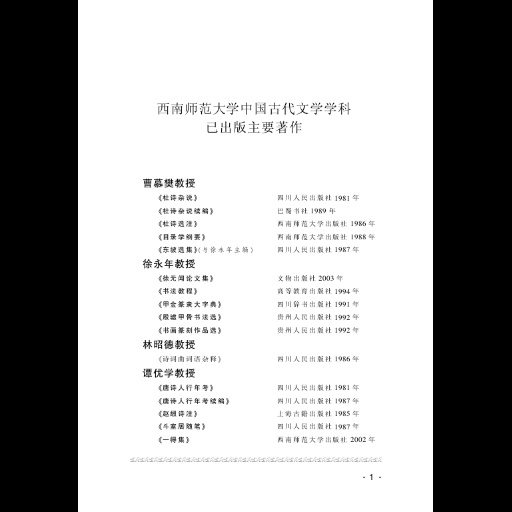 西南师范大学中国古代文学学科
已出版主要著作
曹慕樊教授
《杜诗杂说》 四川人民出版社 1981 年
《杜诗杂说续编》 巴蜀书社 1989 年
《杜诗选注》 西南师范大学出版社 1986 年
《目录学纲要》 西南师范大学出版社 1988 年
《东坡选集》(与徐永年主编) 四川人民出版社 1987 年
徐永年教授
《徐无闻论文集》 文物出版社 2003 年
《书法教程》 高等教育出版社 1994 年
《甲金篆隶大字典》 四川辞书出版社 1991 年
《殷墟甲骨书法选》 贵州人民出版社 1992 年
《书画篆刻作品选》 贵州人民出版社 1992 年
林昭德教授
《诗词曲词语杂释》 四川人民出版社 1986 年
谭优学教授
《唐诗人行年考》 四川人民出版社 1981 年
《唐诗人行年考续编》 四川人民出版社 1987 年
《赵嘏诗注》 上海古籍出版社 1985 年
《斗室居随笔》 四川人民出版社 1987 年
《一得集》 西南师范大学出版社 2002 年
· 1 ·